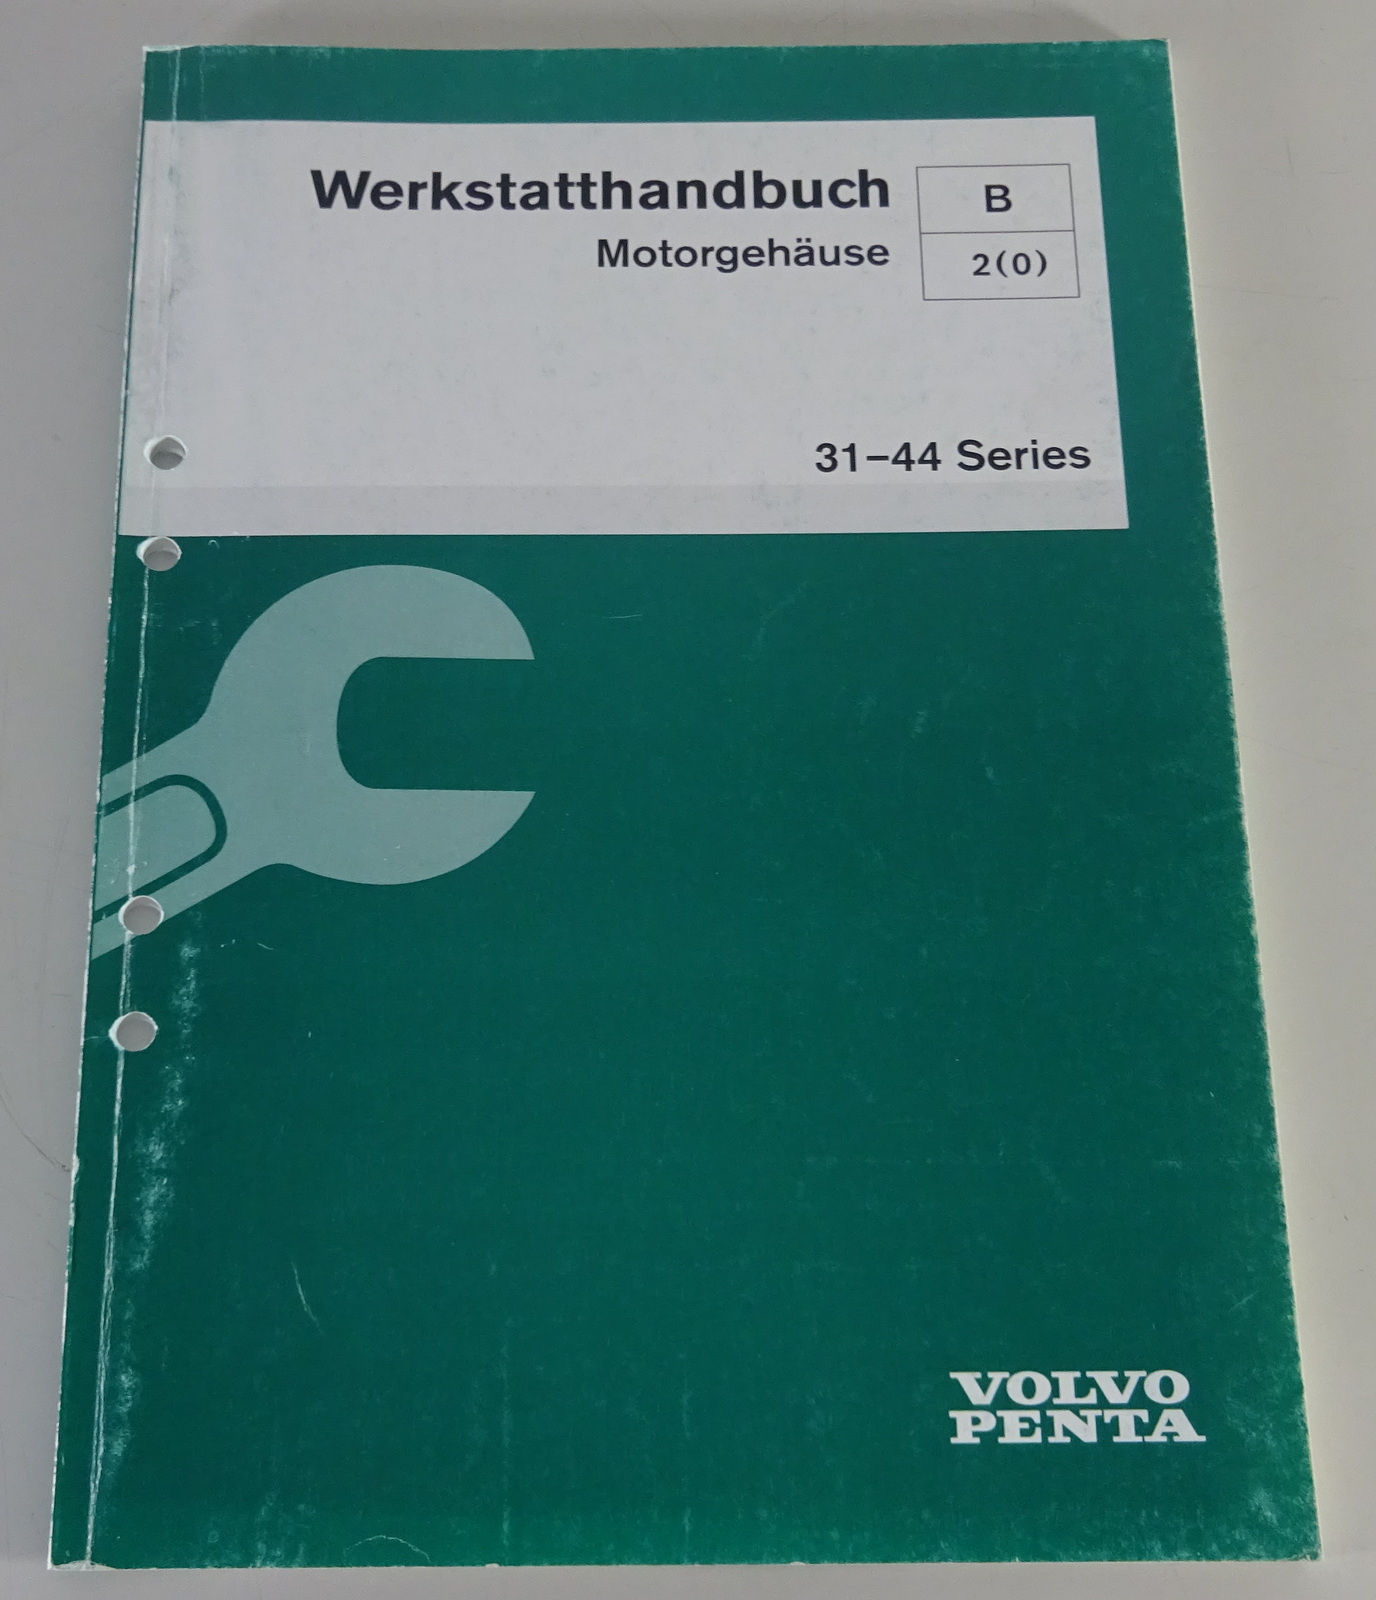 Werkstatthandbuch
Motorgehäuse
B
2(0)
31–44 Series
VOLVO
PENTA